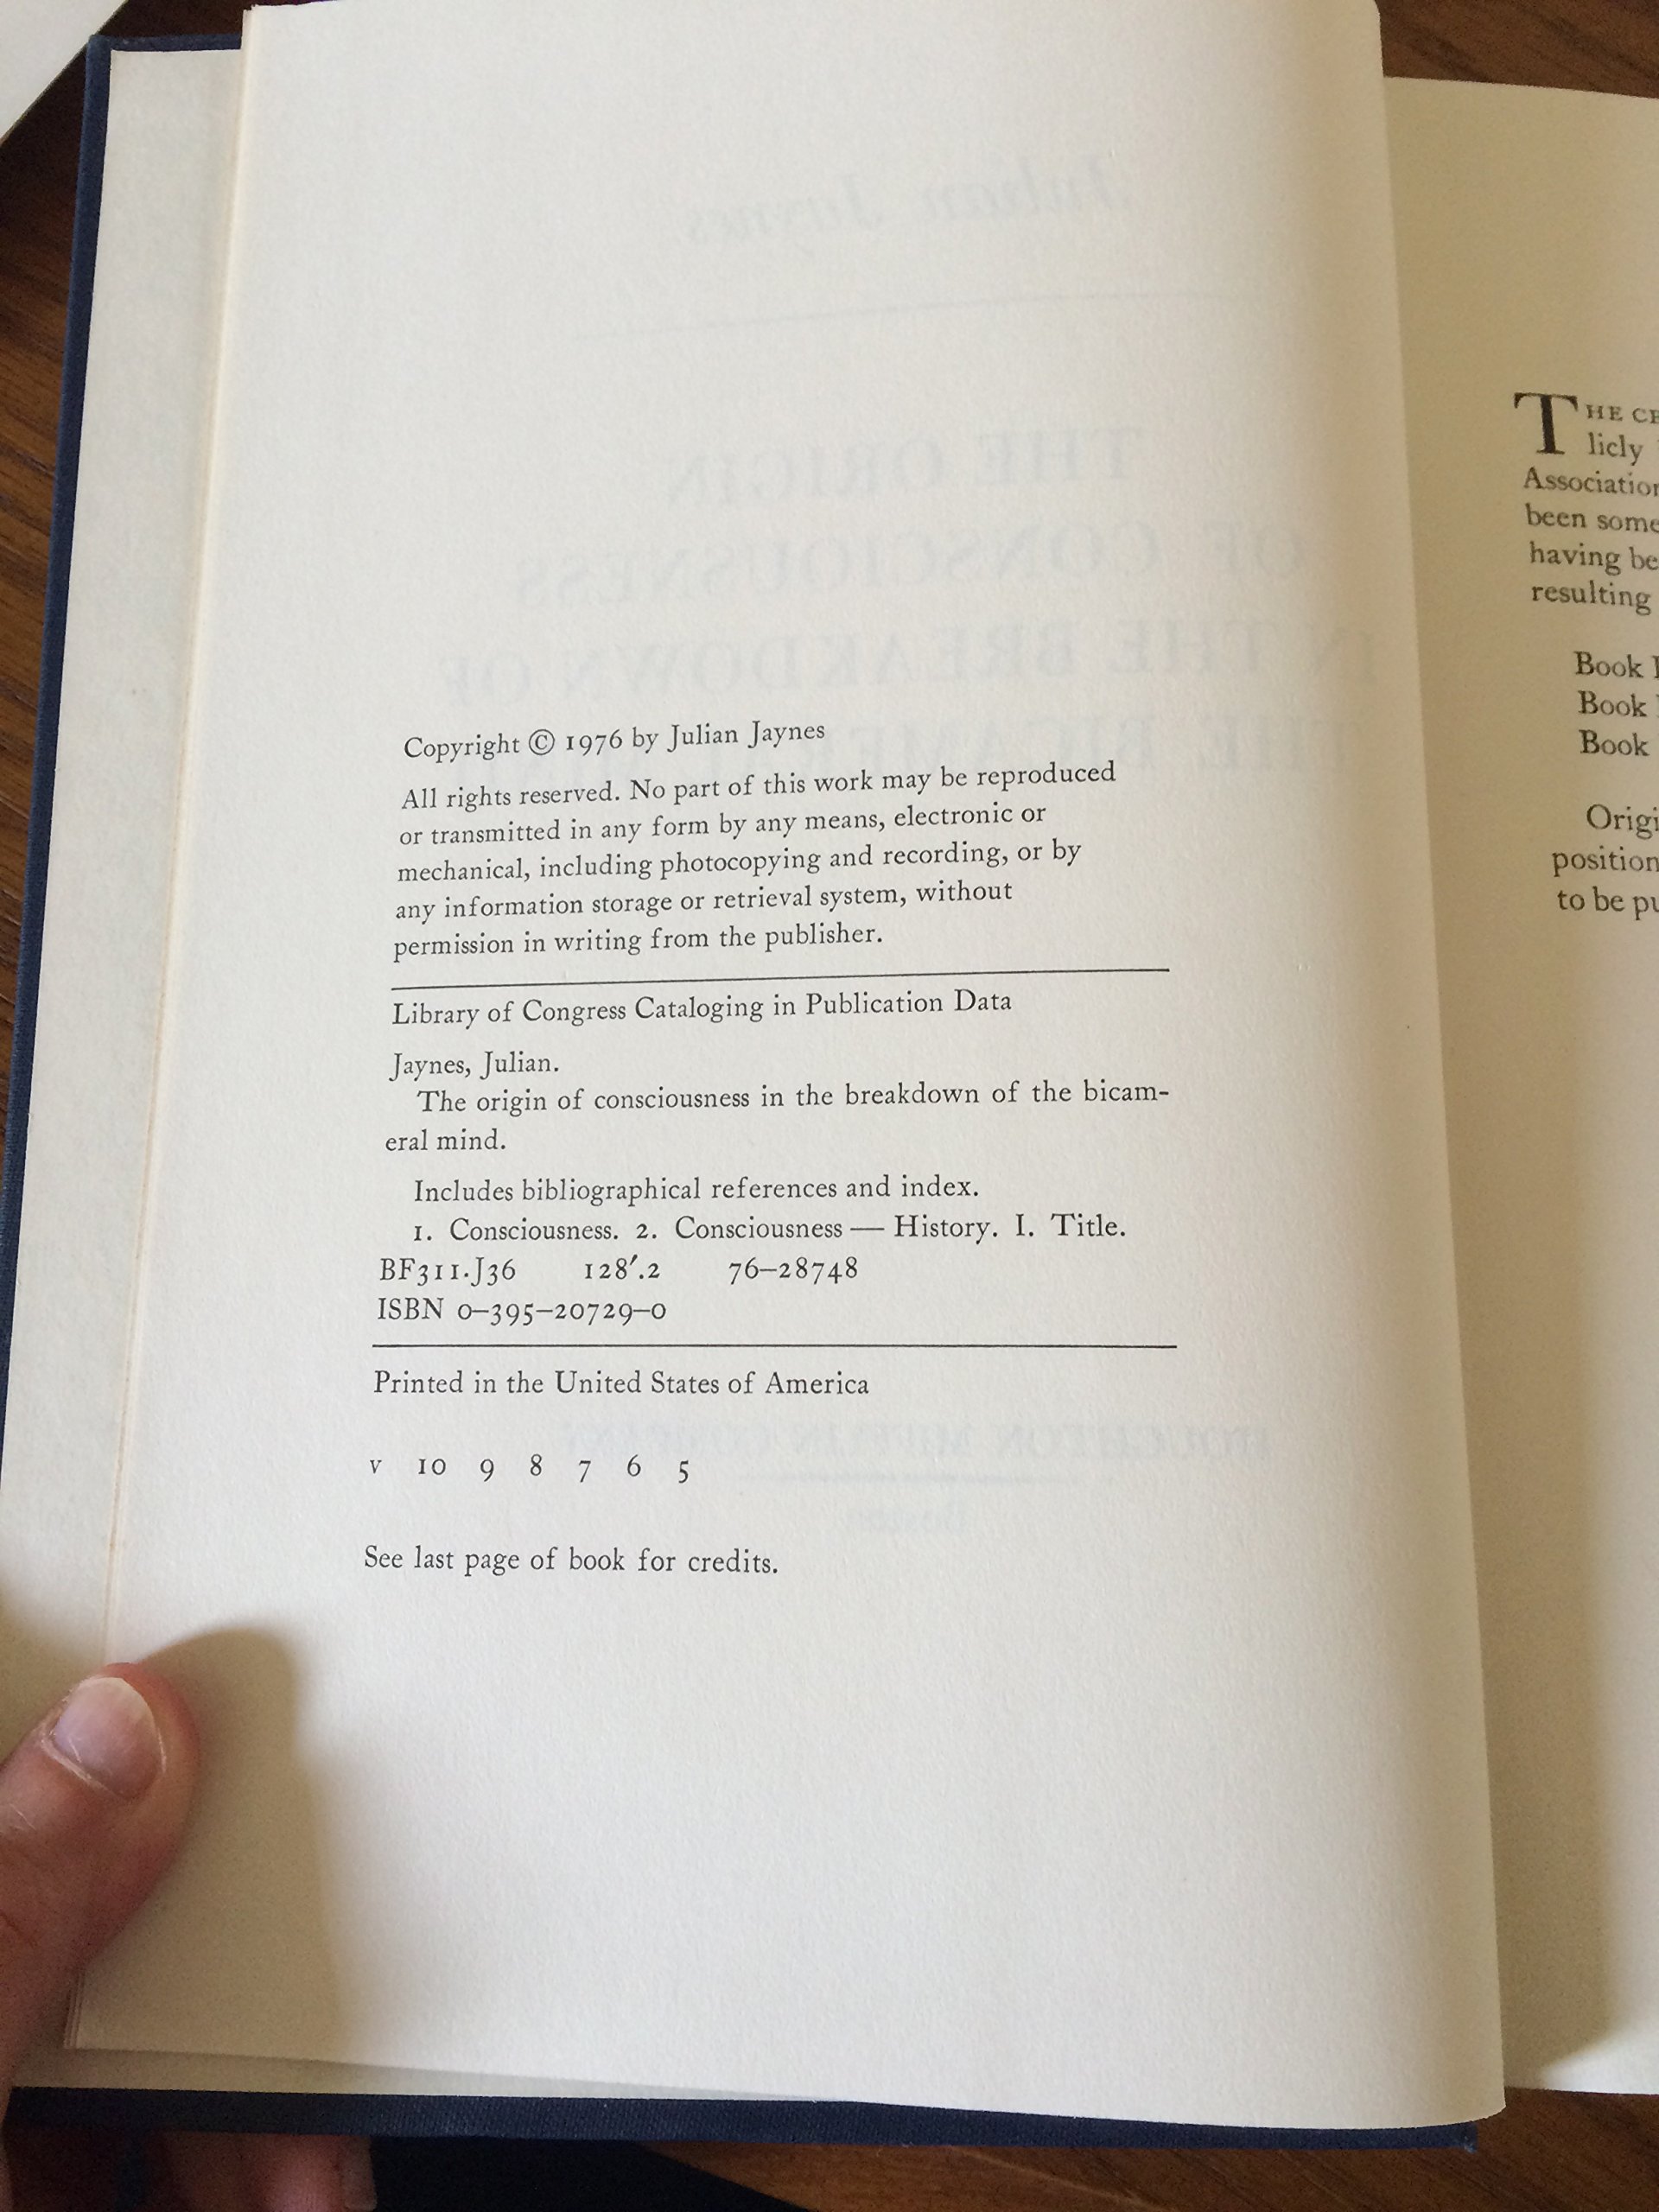 Copyright © 1976 by Julian Jaynes
All rights reserved. No part of this work may be reproduced
or transmitted in any form by any means, electronic or
mechanical, including photocopying and recording, or by
any information storage or retrieval system, without
permission in writing from the publisher.
Library of Congress Cataloging in Publication Data
Jaynes, Julian.
The origin of consciousness in the breakdown of the bicam-
eral mind.
Includes bibliographical references and index.
1. Consciousness. 2. Consciousness — History. I. Title.
BF311.J36 128′.2 76–28748
ISBN 0–395–20729–0
Printed in the United States of America
v 10 9 8 7 6 5
See last page of book for credits.
THE
licly
Association
been some
having
resulting
Book
Book
Book
position
to be